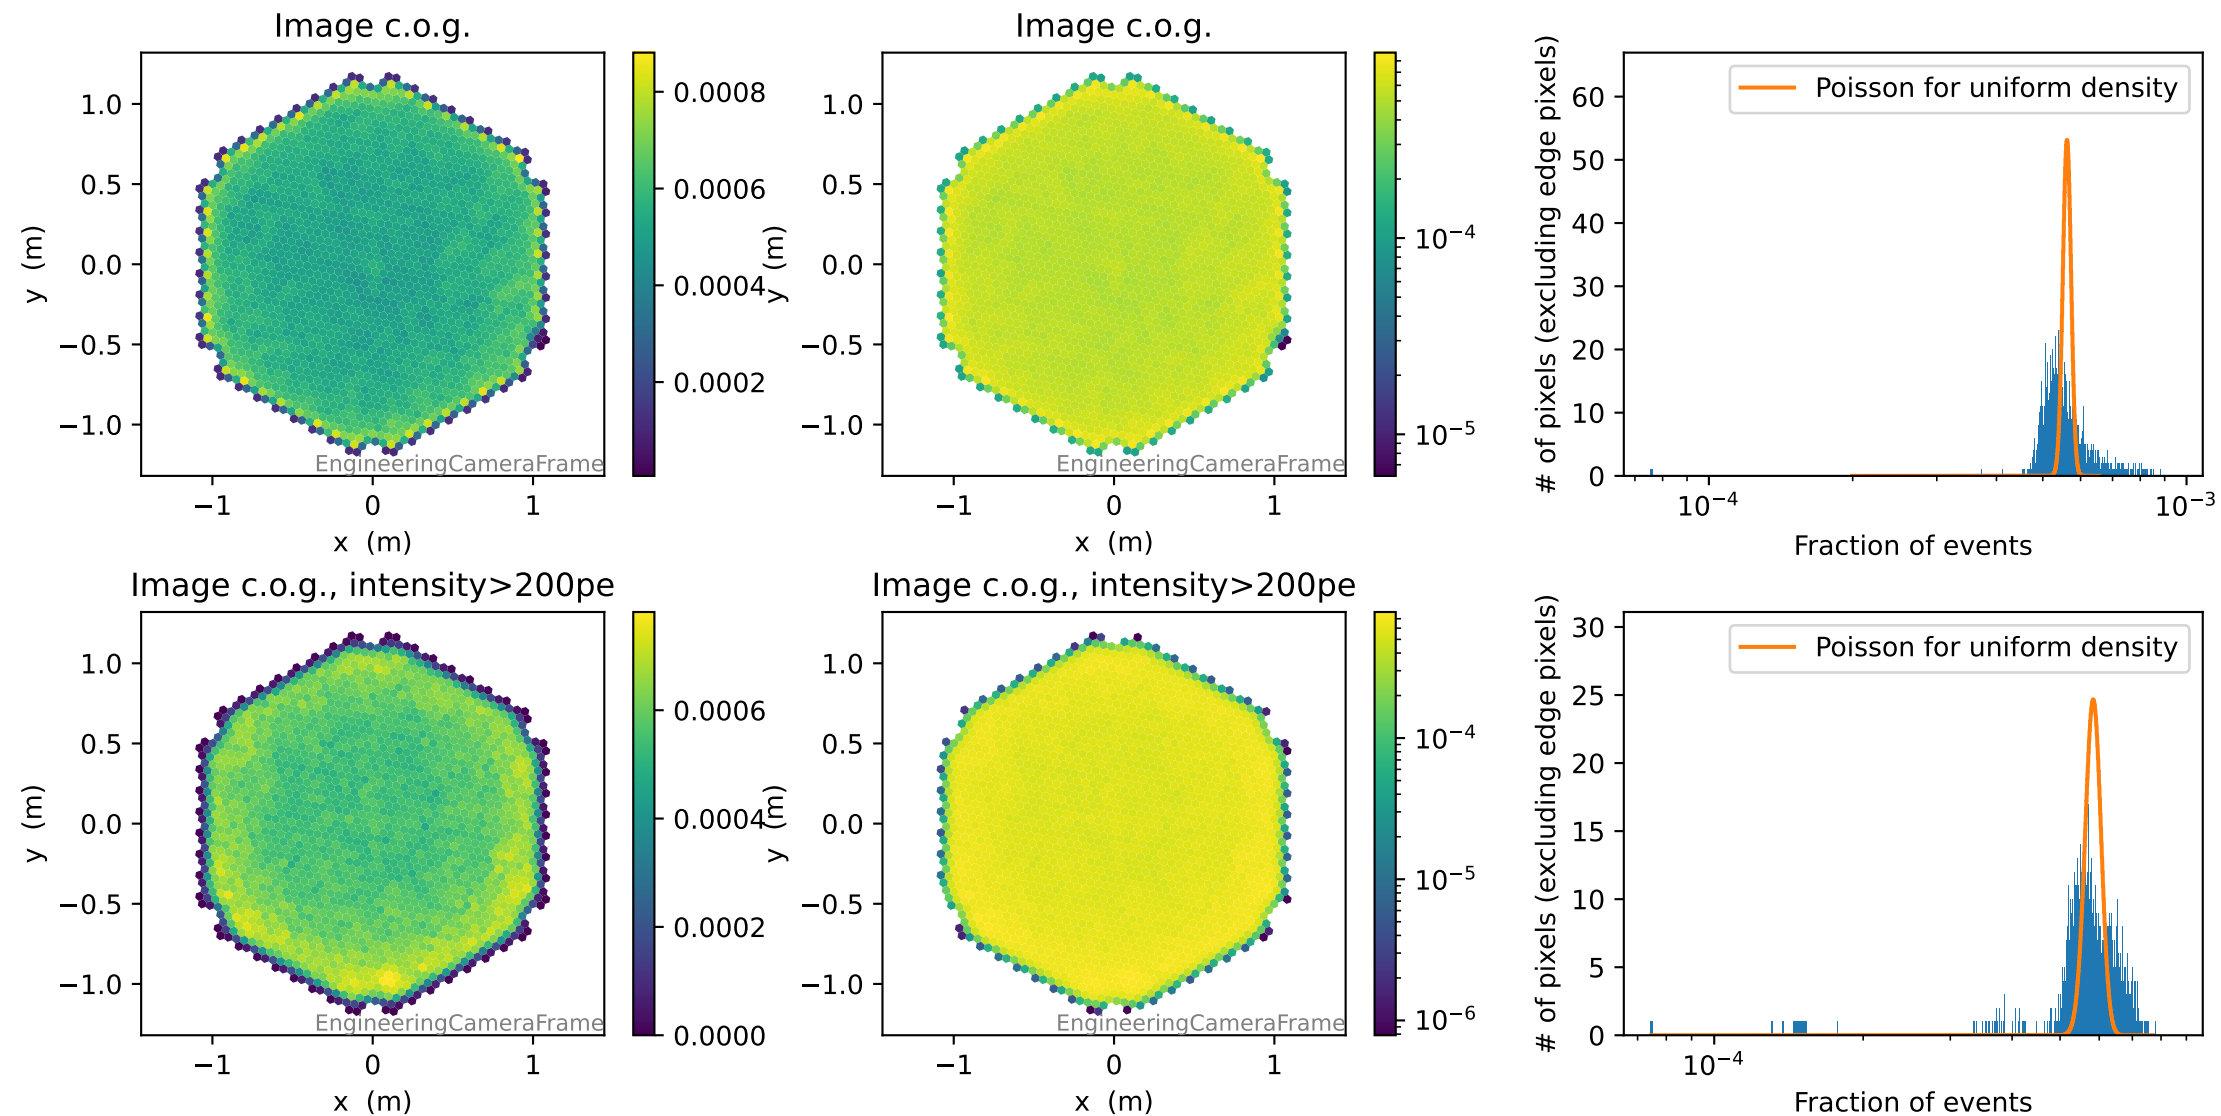 Image c.o.g.
1.0
0.5
0.0
−0.5
−1.0
y (m)
−1 0 1
x (m)
EngineeringCameraFrame
0.0008
0.0006
0.0004
0.0002
Image c.o.g.
1.0
0.5
0.0
−0.5
−1.0
y (m)
−1 0 1
x (m)
EngineeringCameraFrame
10⁻⁴
10⁻⁵
# of pixels (excluding edge pixels)
60
50
40
30
20
10
0
Poisson for uniform density
10⁻⁴ 10⁻³
Fraction of events
Image c.o.g., intensity>200pe
1.0
0.5
0.0
−0.5
−1.0
y (m)
−1 0 1
x (m)
EngineeringCameraFrame
0.0006
0.0004
0.0002
0.0000
Image c.o.g., intensity>200pe
1.0
0.5
0.0
−0.5
−1.0
y (m)
−1 0 1
x (m)
EngineeringCameraFrame
10⁻⁴
10⁻⁵
10⁻⁶
# of pixels (excluding edge pixels)
30
25
20
15
10
5
0
Poisson for uniform density
10⁻⁴
Fraction of events